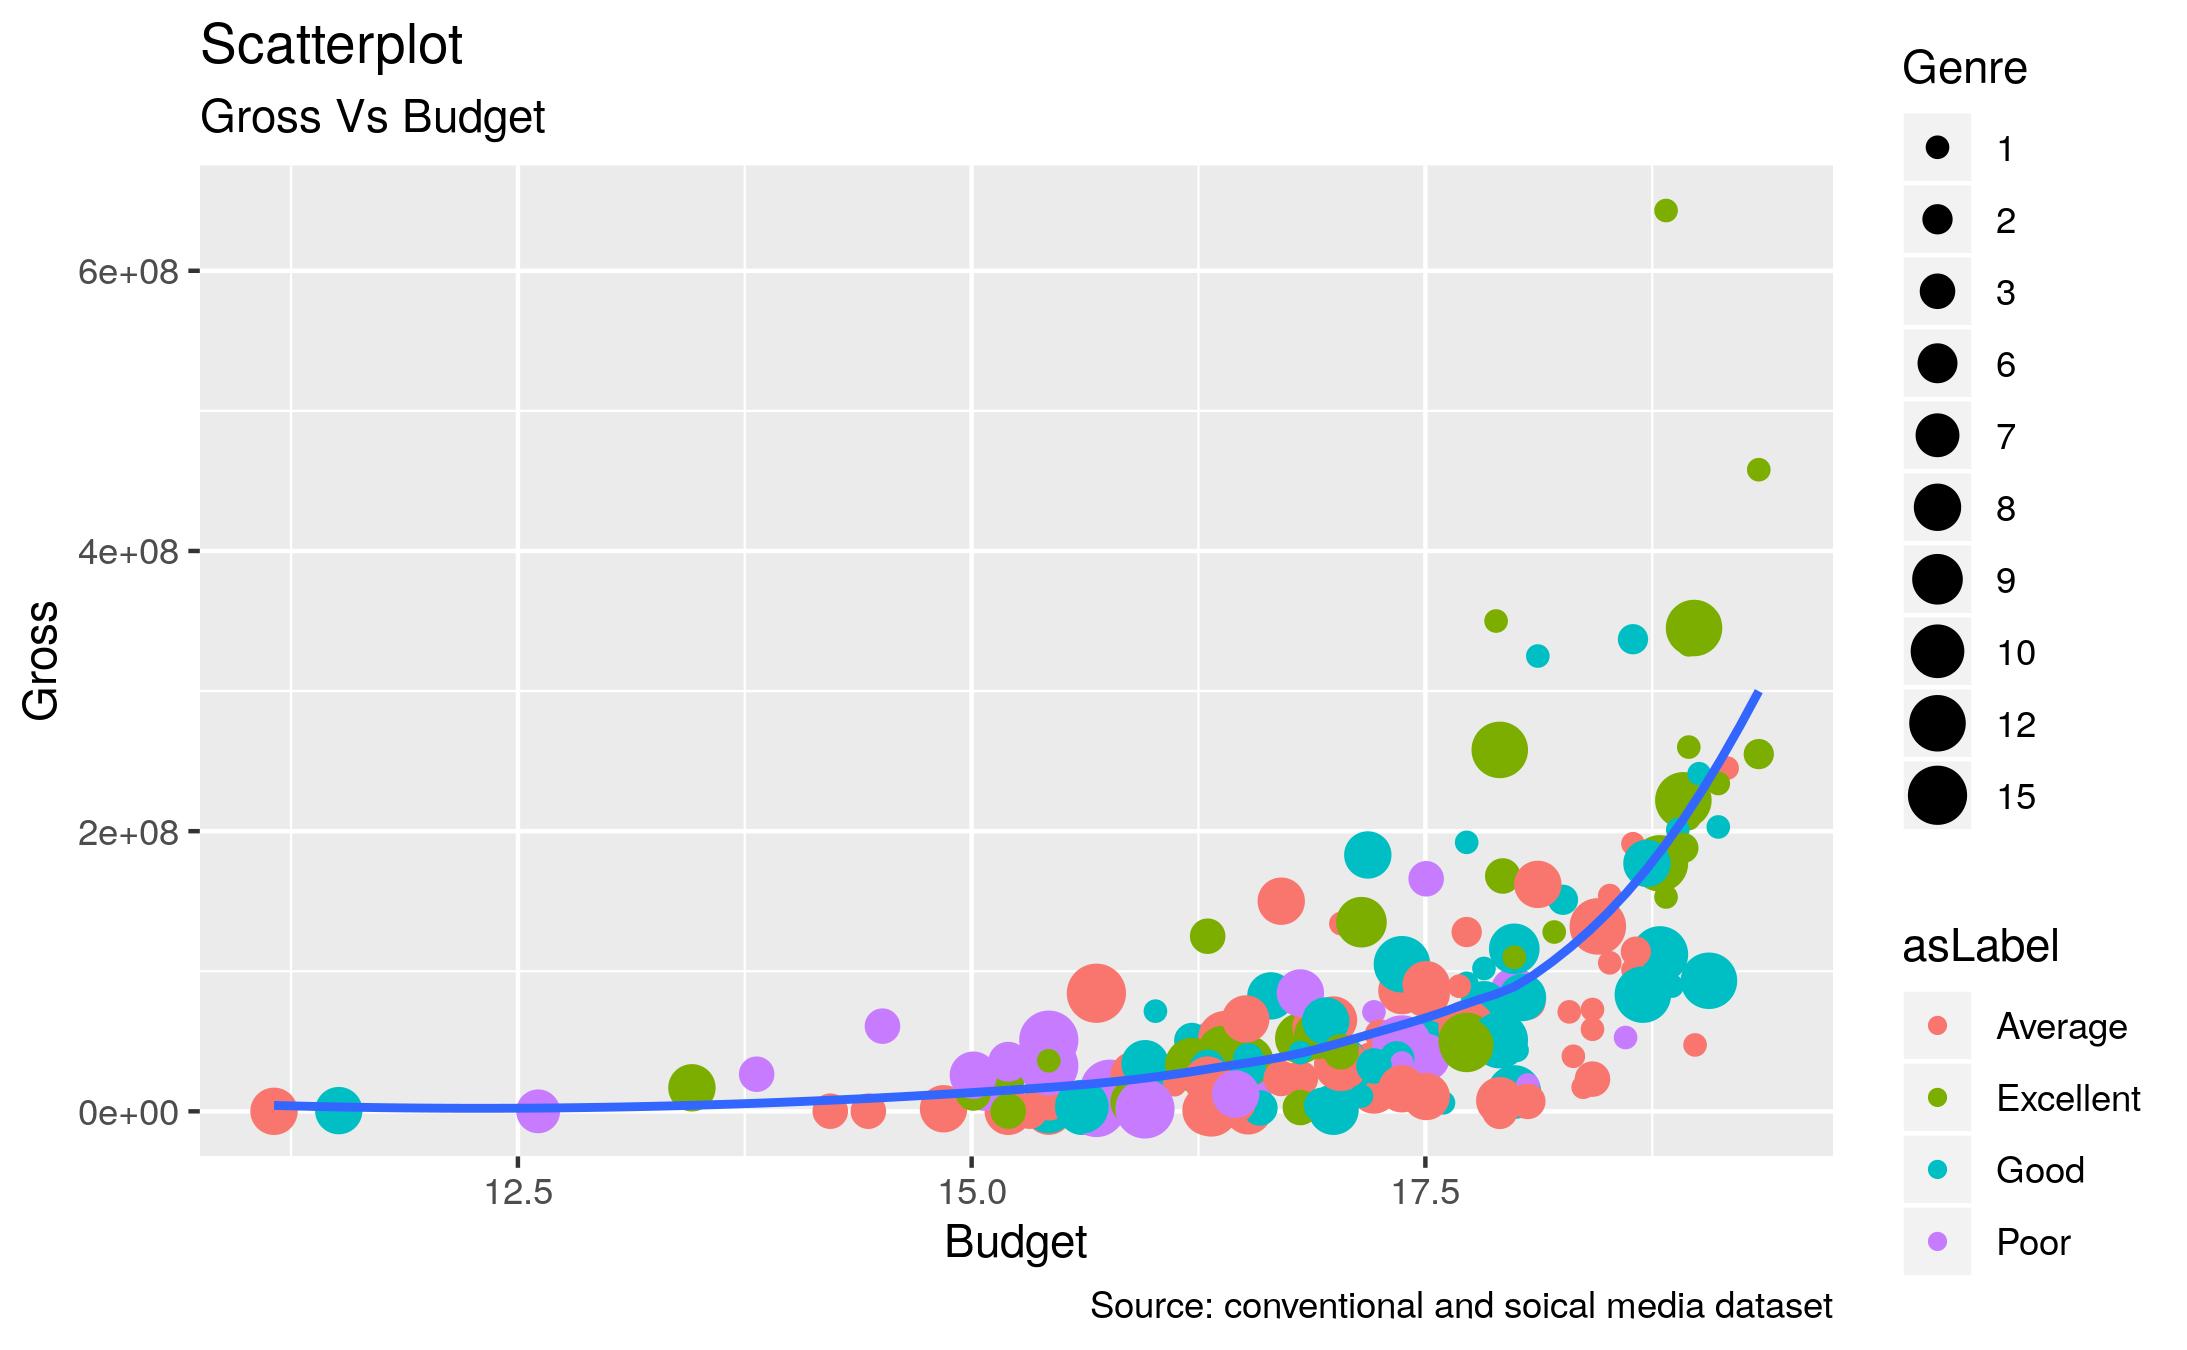 Scatterplot
Gross Vs Budget
6e+08
4e+08
2e+08
0e+00
Gross
12.5
15.0
17.5
Budget
Source: conventional and soical media dataset
Genre
1
2
3
6
7
8
9
10
12
15
asLabel
Average
Excellent
Good
Poor